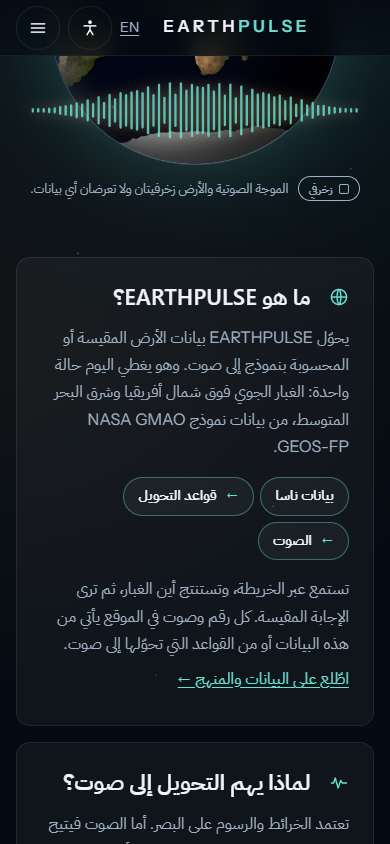 EARTHPULSE
EN
زخرفي
الموجة الصوتية والأرض زخرفيتان ولا تعرضان أي بيانات.
ما هو EARTHPULSE؟
يحوّل EARTHPULSE بيانات الأرض المقيسة أو
المحسوبة بنموذج إلى صوت. وهو يغطي اليوم حالة
واحدة: الغبار الجوي فوق شمال أفريقيا وشرق البحر
المتوسط، من بيانات نموذج NASA GMAO
GEOS-FP.
بيانات ناسا
← قواعد التحويل
← الصوت
تستمع عبر الخريطة، وتستنتج أين الغبار، ثم ترى
الإجابة المقيسة. كل رقم وصوت في الموقع يأتي من
هذه البيانات أو من القواعد التي تحوّلها إلى صوت.
اطّلع على البيانات والمنهج ←
لماذا يهم التحويل إلى صوت؟
تعتمد الخرائط والرسوم على البصر. أما الصوت فيتيح